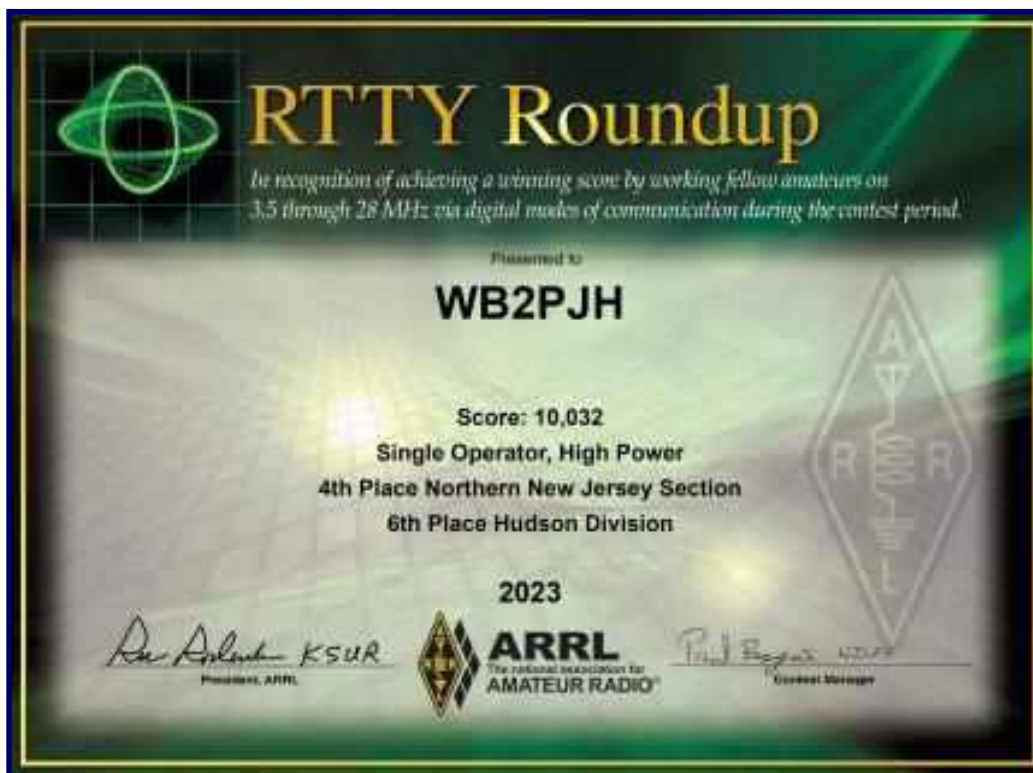 RTTY Roundup
In recognition of achieving a winning score by working fellow amateurs on
3.5 through 28 MHz via digital modes of communication during the contest period.
Presented to
WB2PJH
Score: 10,032
Single Operator, High Power
4th Place Northern New Jersey Section
6th Place Hudson Division
2023
K5UR
President, ARRL
ARRL
The national association for
AMATEUR RADIO®
Contest Manager
A
R R
L